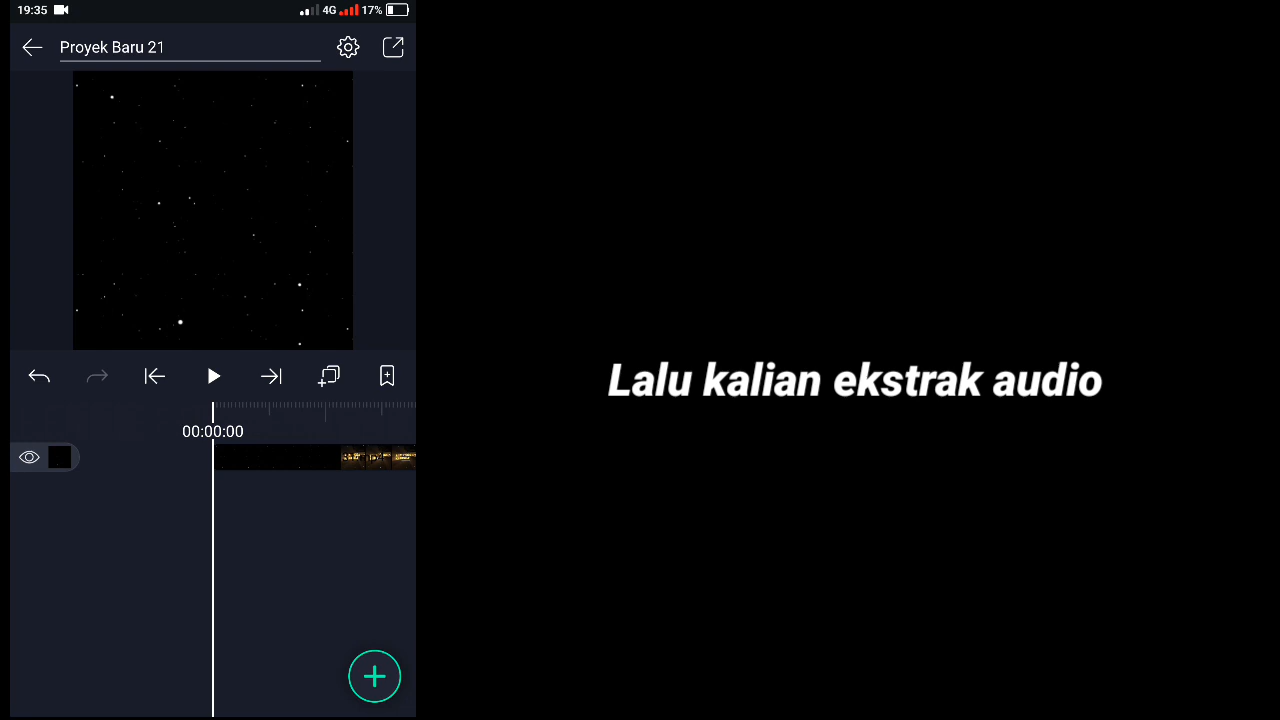 19:35
4G
17%
Proyek Baru 21
00:00:00
Lalu kalian ekstrak audio